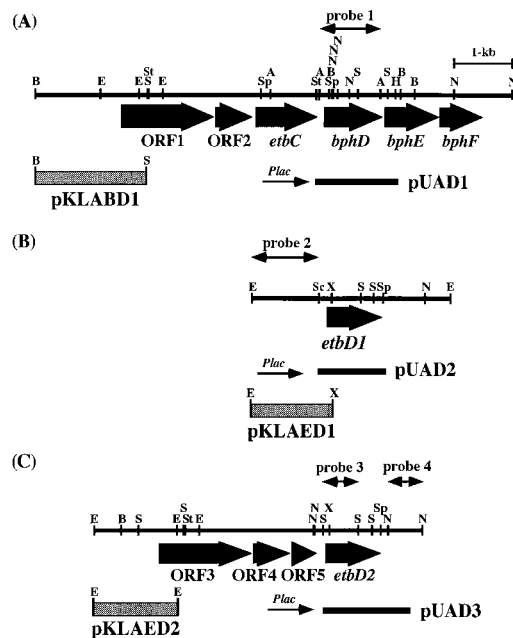 (A)
probe 1
N
N
N
St A A B N S S B 1-kb
B E E S E Sp St Sp N A H B N N
ORF1 ORF2 etbC bphD bphE bphF
B S
pKLABD1
Plac pUAD1
(B)
probe 2
E Sc X S S Sp N E
etbD1
Plac pUAD2
E X
pKLAED1
(C)
probe 3 probe 4
S N X Sp
E B S E St E N S S S N N
ORF3 ORF4 ORF5 etbD2
E E
pKLAED2
Plac pUAD3